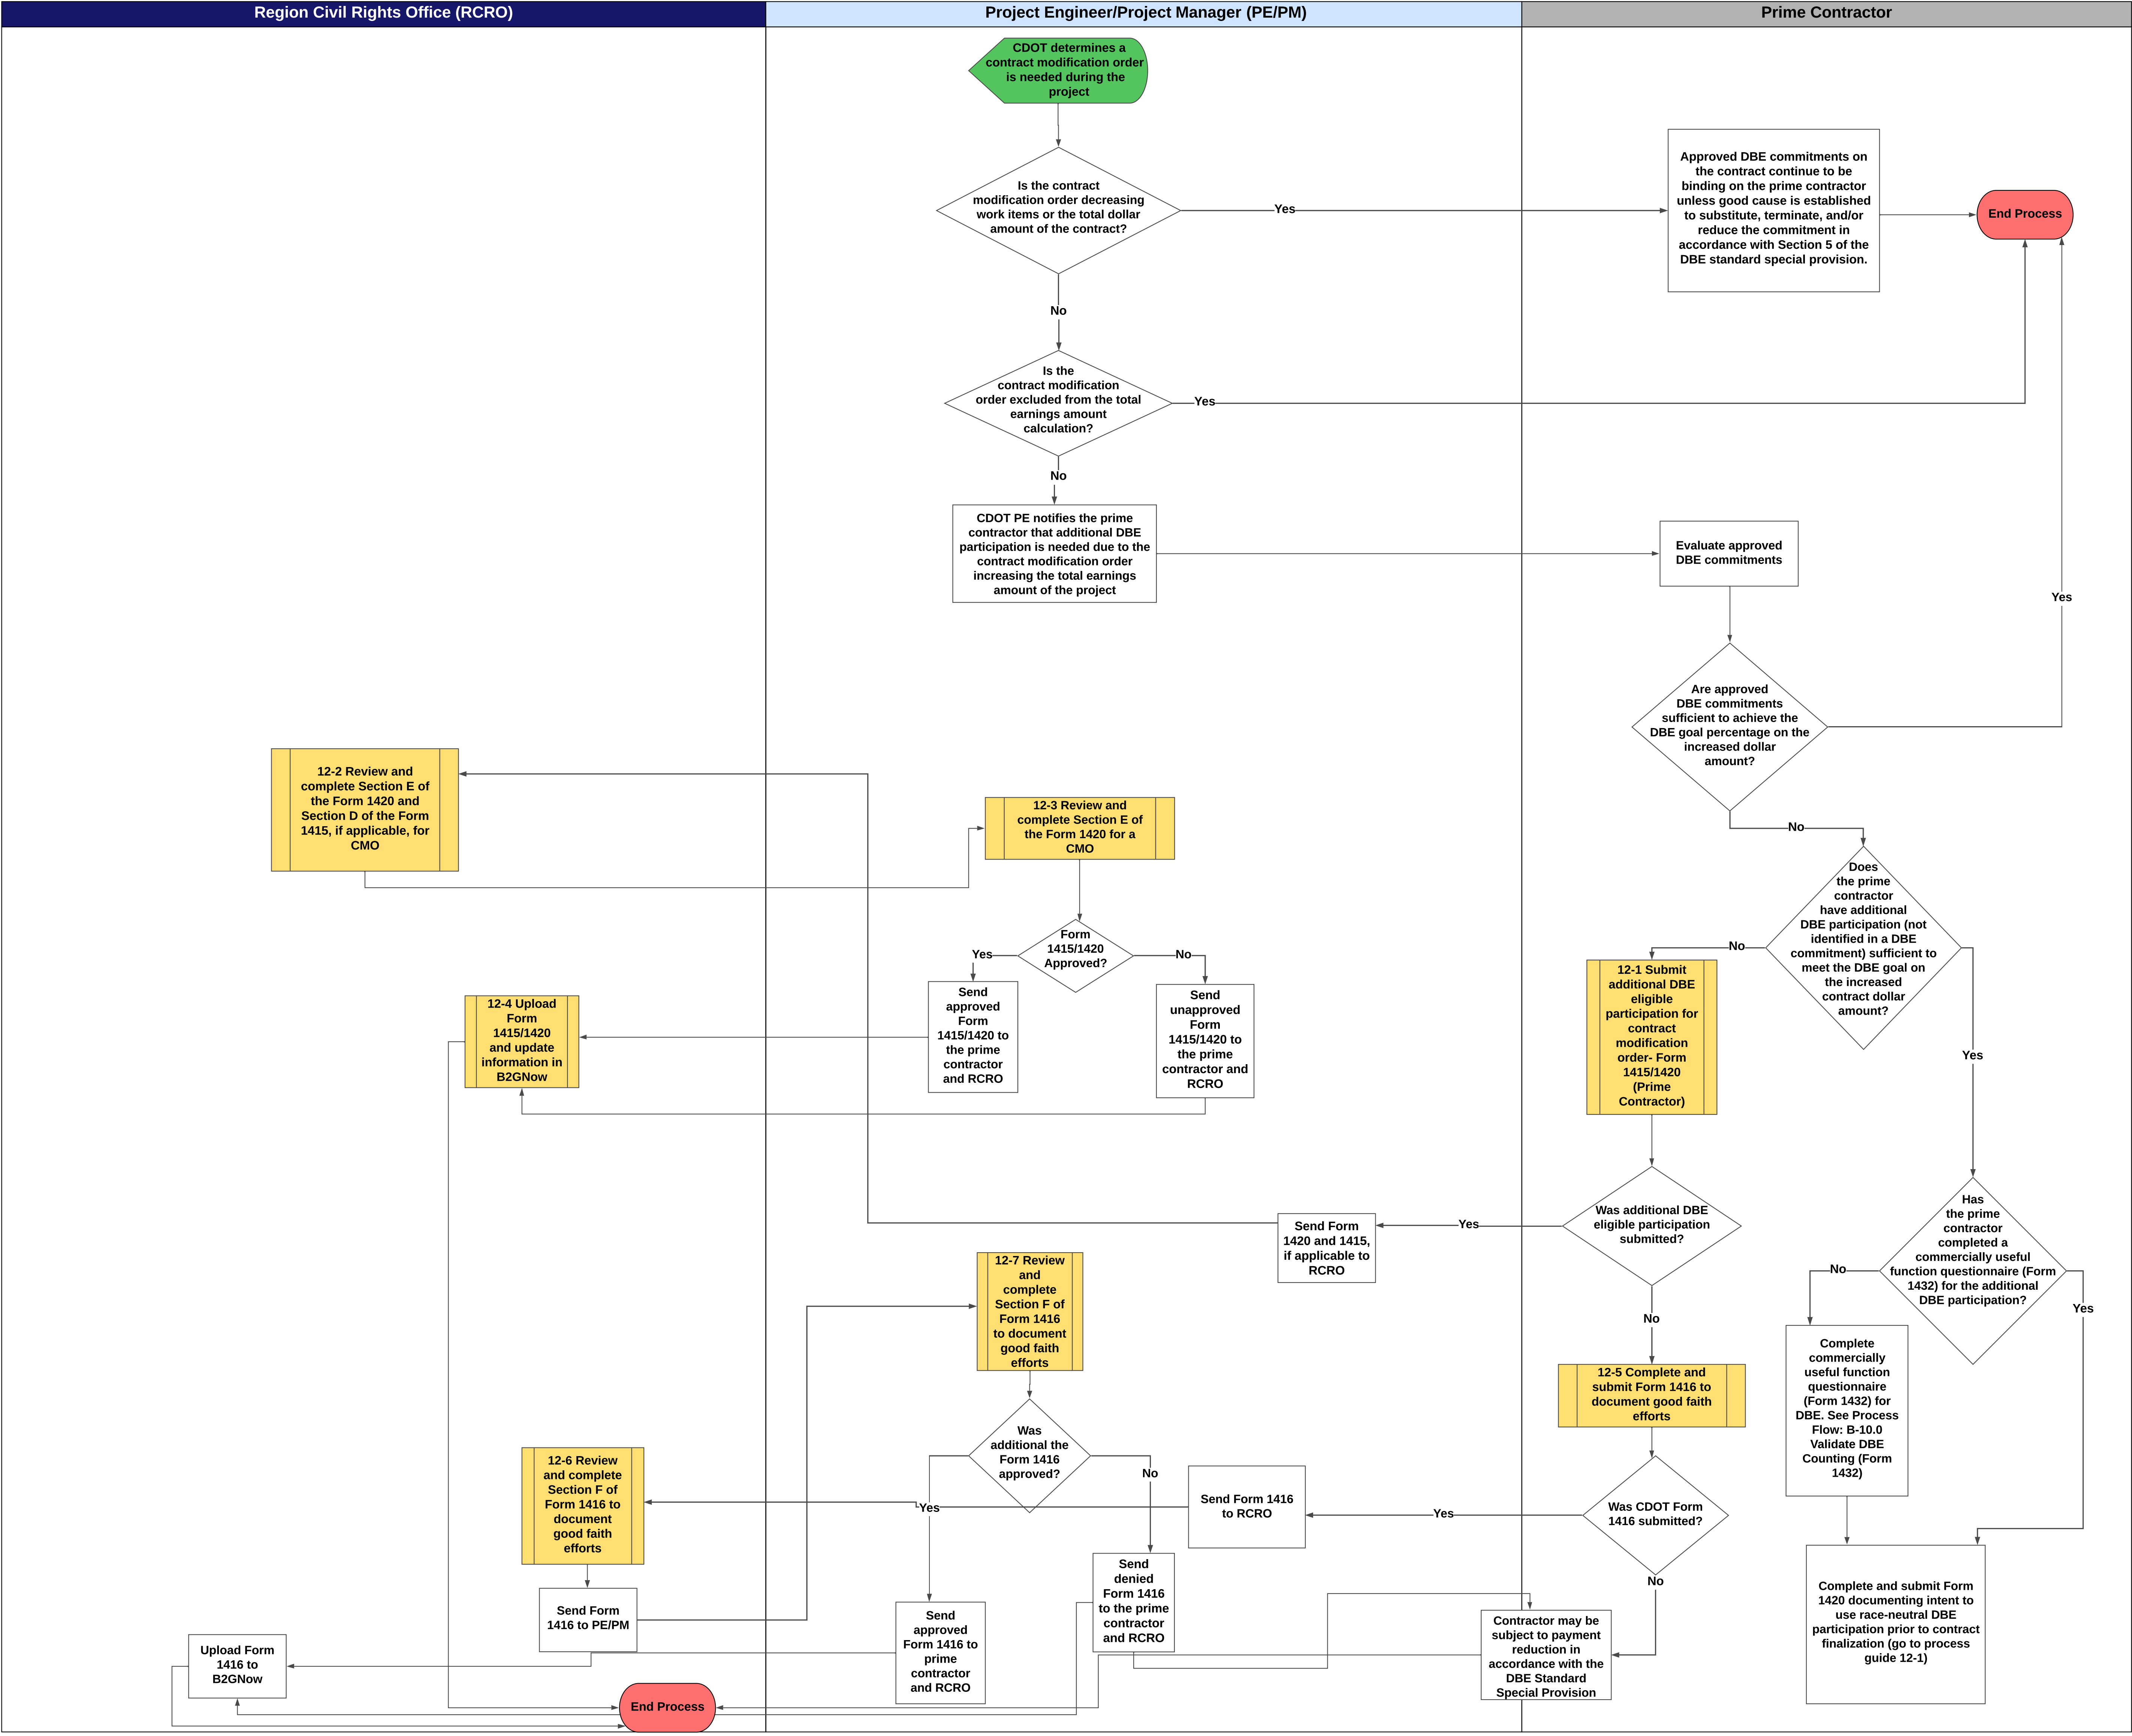 Region Civil Rights Office (RCRO)
Project Engineer/Project Manager (PE/PM)
Prime Contractor
CDOT determines a
contract modification order
is needed during the
project
Is the contract
modification order decreasing
work items or the total dollar
amount of the contract?
Yes
Approved DBE commitments on
the contract continue to be
binding on the prime contractor
unless good cause is established
to substitute, terminate, and/or
reduce the commitment in
accordance with Section 5 of the
DBE standard special provision.
End Process
No
Is the
contract modification
order excluded from the total
earnings amount
calculation?
Yes
No
CDOT PE notifies the prime
contractor that additional DBE
participation is needed due to the
contract modification order
increasing the total earnings
amount of the project
Evaluate approved
DBE commitments
Yes
Are approved
DBE commitments
sufficient to achieve the
DBE goal percentage on the
increased dollar
amount?
No
12-2 Review and
complete Section E of
the Form 1420 and
Section D of the Form
1415, if applicable, for
CMO
12-3 Review and
complete Section E of
the Form 1420 for a
CMO
Does
the prime
contractor
have additional
DBE participation (not
identified in a DBE
commitment) sufficient to
meet the DBE goal on
the increased
contract dollar
amount?
No
Yes
Form
1415/1420
Approved?
Yes
No
12-1 Submit
additional DBE
eligible
participation for
contract
modification
order- Form
1415/1420
(Prime
Contractor)
12-4 Upload
Form
1415/1420
and update
information in
B2GNow
Send
approved
Form
1415/1420 to
the prime
contractor
and RCRO
Send
unapproved
Form
1415/1420 to
the prime
contractor and
RCRO
Send Form
1420 and 1415,
if applicable to
RCRO
Yes
Was additional DBE
eligible participation
submitted?
No
Has
the prime
contractor
completed a
commercially useful
function questionnaire (Form
1432) for the additional
DBE participation?
No
Yes
12-7 Review
and
complete
Section F of
Form 1416
to document
good faith
efforts
12-5 Complete and
submit Form 1416 to
document good faith
efforts
Complete
commercially
useful function
questionnaire
(Form 1432) for
DBE. See Process
Flow: B-10.0
Validate DBE
Counting (Form
1432)
Was
additional the
Form 1416
approved?
Yes
No
12-6 Review
and complete
Section F of
Form 1416 to
document
good faith
efforts
Send Form 1416
to RCRO
Yes
Was CDOT Form
1416 submitted?
No
Send Form
1416 to PE/PM
Send
approved
Form 1416 to
prime
contractor
and RCRO
Send
denied
Form 1416
to the prime
contractor
and RCRO
Contractor may be
subject to payment
reduction in
accordance with the
DBE Standard
Special Provision
Complete and submit Form
1420 documenting intent to
use race-neutral DBE
participation prior to contract
finalization (go to process
guide 12-1)
Upload Form
1416 to
B2GNow
End Process